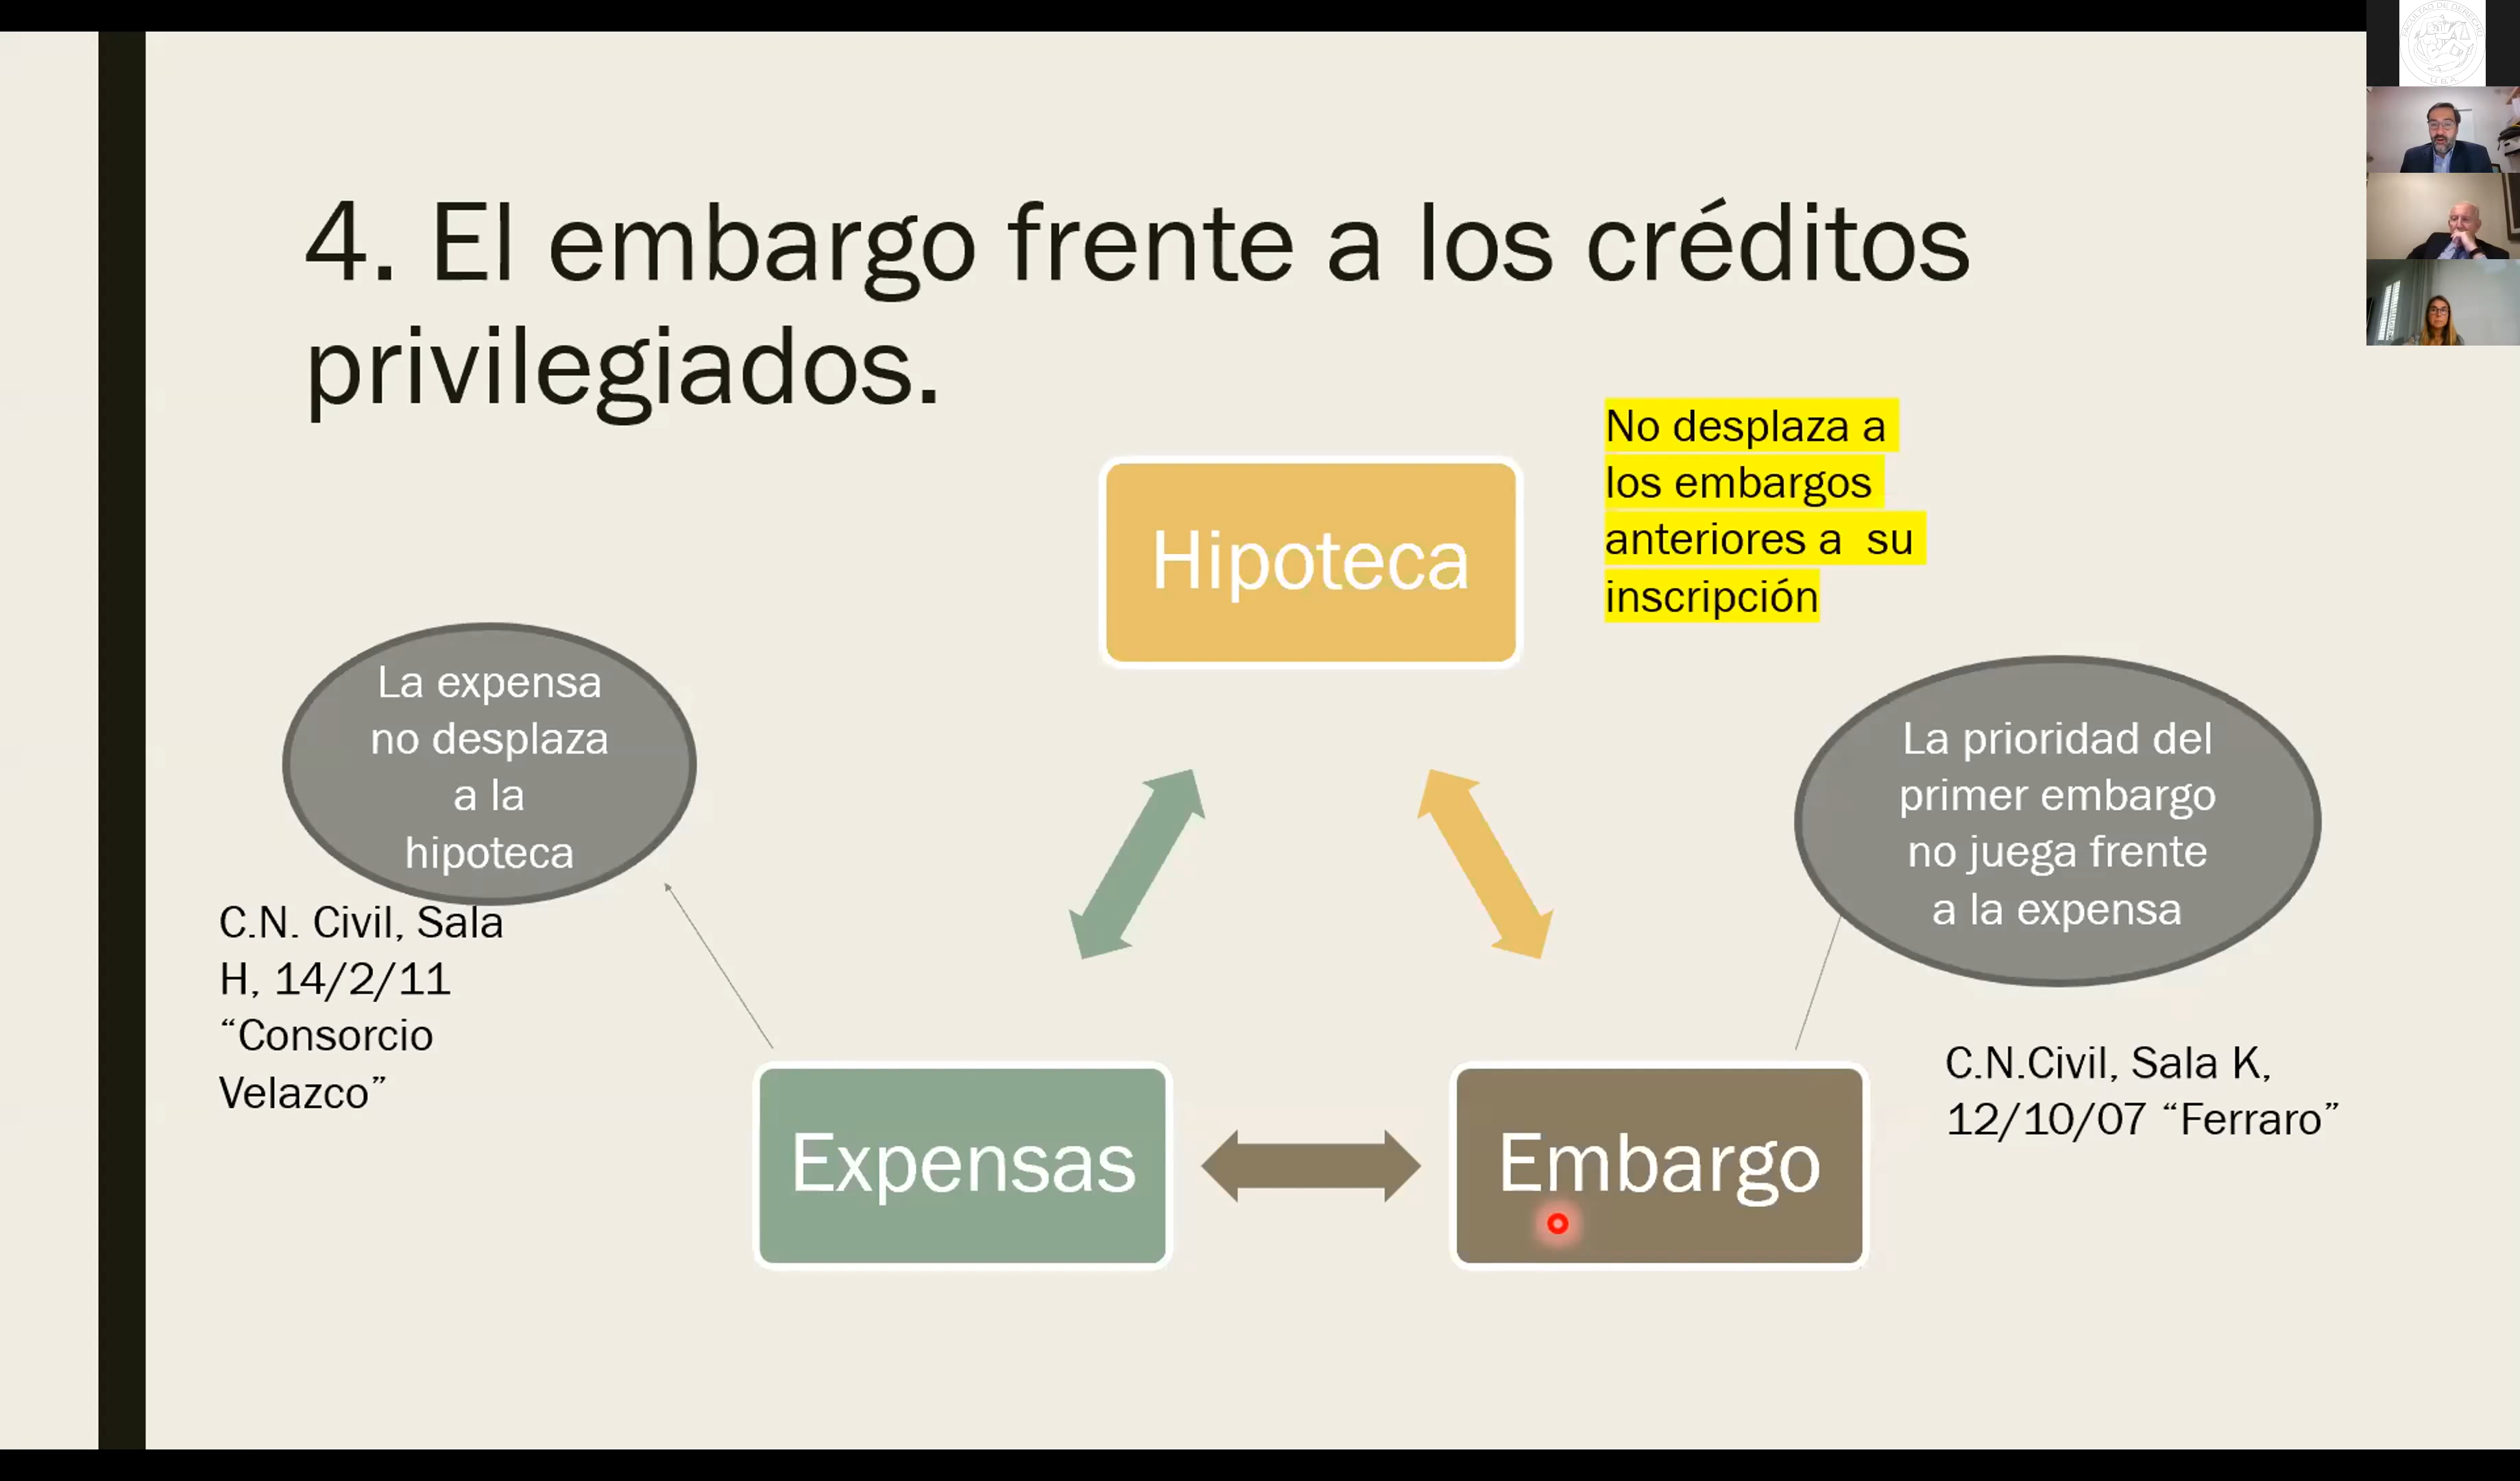 4. El embargo frente a los créditos
privilegiados.
No desplaza a
los embargos
anteriores a su
inscripción
Hipoteca
La expensa
no desplaza
a la
hipoteca
La prioridad del
primer embargo
no juega frente
a la expensa
C.N. Civil, Sala
H, 14/2/11
“Consorcio
Velazco”
C.N.Civil, Sala K,
12/10/07 “Ferraro”
Expensas
Embargo